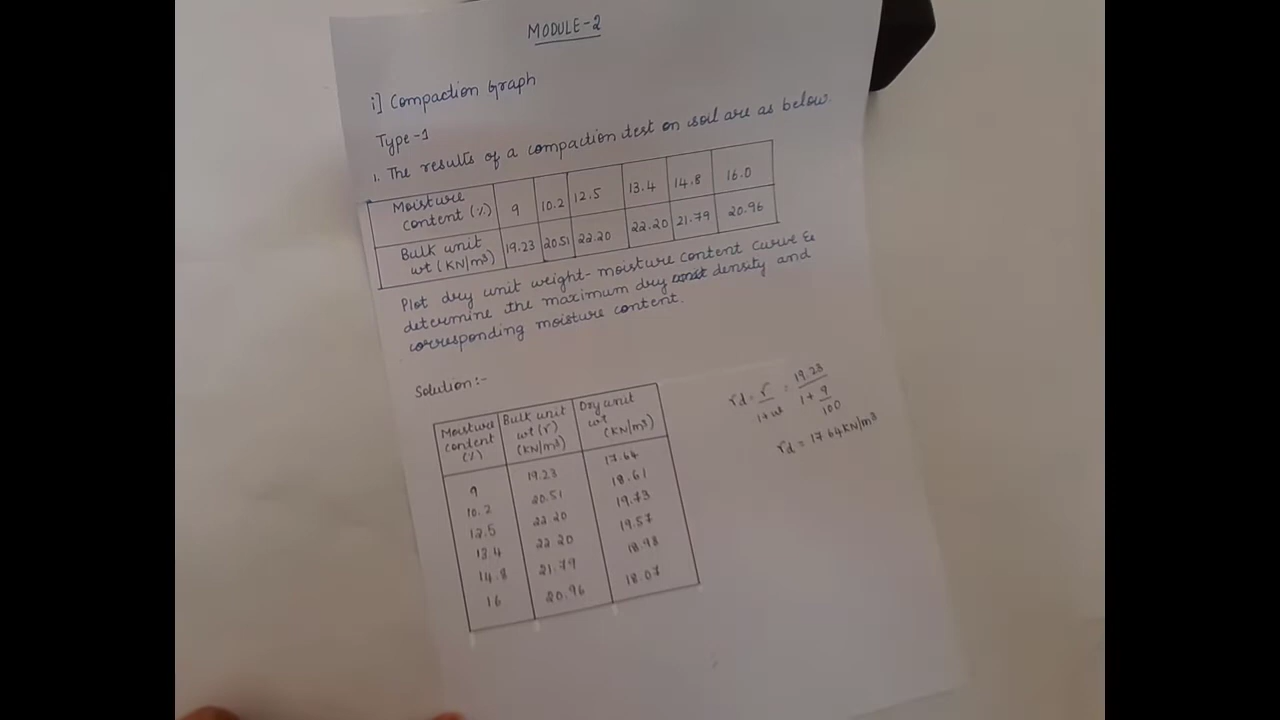 MODULE-2
i] Compaction Graph
Type-1
1. The results of a compaction test on soil are as below.
Moisture content (%) 9 10.2 12.5 13.4 14.8 16.0
Bulk unit wt (KN/m³) 19.23 20.51 22.20 22.20 21.79 20.96
Plot dry unit weight-moisture content curve &
determine the maximum dry density and
corresponding moisture content.
Solution:-
Moisture content (%) Bulk unit wt (r) (KN/m³) Dry unit wt (KN/m³)
9 19.23 17.64
10.2 20.51 18.61
12.5 22.20 19.73
13.4 22.20 19.57
14.8 21.79 18.98
16 20.96 18.07
rd = r/1+w = 19.23/1+9/100
rd = 17.64 KN/m³